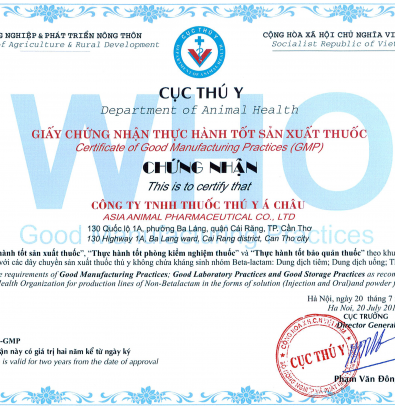 NGHIỆP & PHÁT TRIỂN NÔNG THÔN
of Agriculture & Rural Development
CỘNG HÒA XÃ HỘI CHỦ NGHĨA VI
Socialist Republic of Viet
CỤC THÚ Y
WHO
CỤC THÚ Y
Department of Animal Health
GIẤY CHỨNG NHẬN THỰC HÀNH TỐT SẢN XUẤT THUỐC
Certificate of Good Manufacturing Practices (GMP)
CHỨNG NHẬN
This is to certify that
CÔNG TY TNHH THUỐC THÚ Y Á CHÂU
ASIA ANIMAL PHARMACEUTICAL CO., LTD
130 Quốc lộ 1A, phường Ba Láng, quận Cái Răng, TP. Cần Thơ
130 Highway 1A, Ba Lang ward, Cai Rang district, Can Tho city
Good Manufacturing Practices
hành tốt sản xuất thuốc", "Thực hành tốt phòng kiểm nghiệm thuốc" và "Thực hành tốt bảo quản thuốc" theo khu
với các dây chuyền sản xuất thuốc thú y không chứa kháng sinh nhóm Beta-lactam: Dung dịch tiêm; Dung dịch uống; T
e requirements of Good Manufacturing Practices; Good Laboratory Practices and Good Storage Practices as recom
Health Organization for production lines of Non-Betalactam in the forms of solution (Injection and Oral)and powder f
Hà Nội, ngày 20 tháng 7
Ha Noi, 20 July 201
CỤC TRƯỞNG
Director General
CỤC THÚ Y
-GMP
ận này có giá trị hai năm kể từ ngày ký
is valid for two years from the date of approval
Phạm Văn Đông